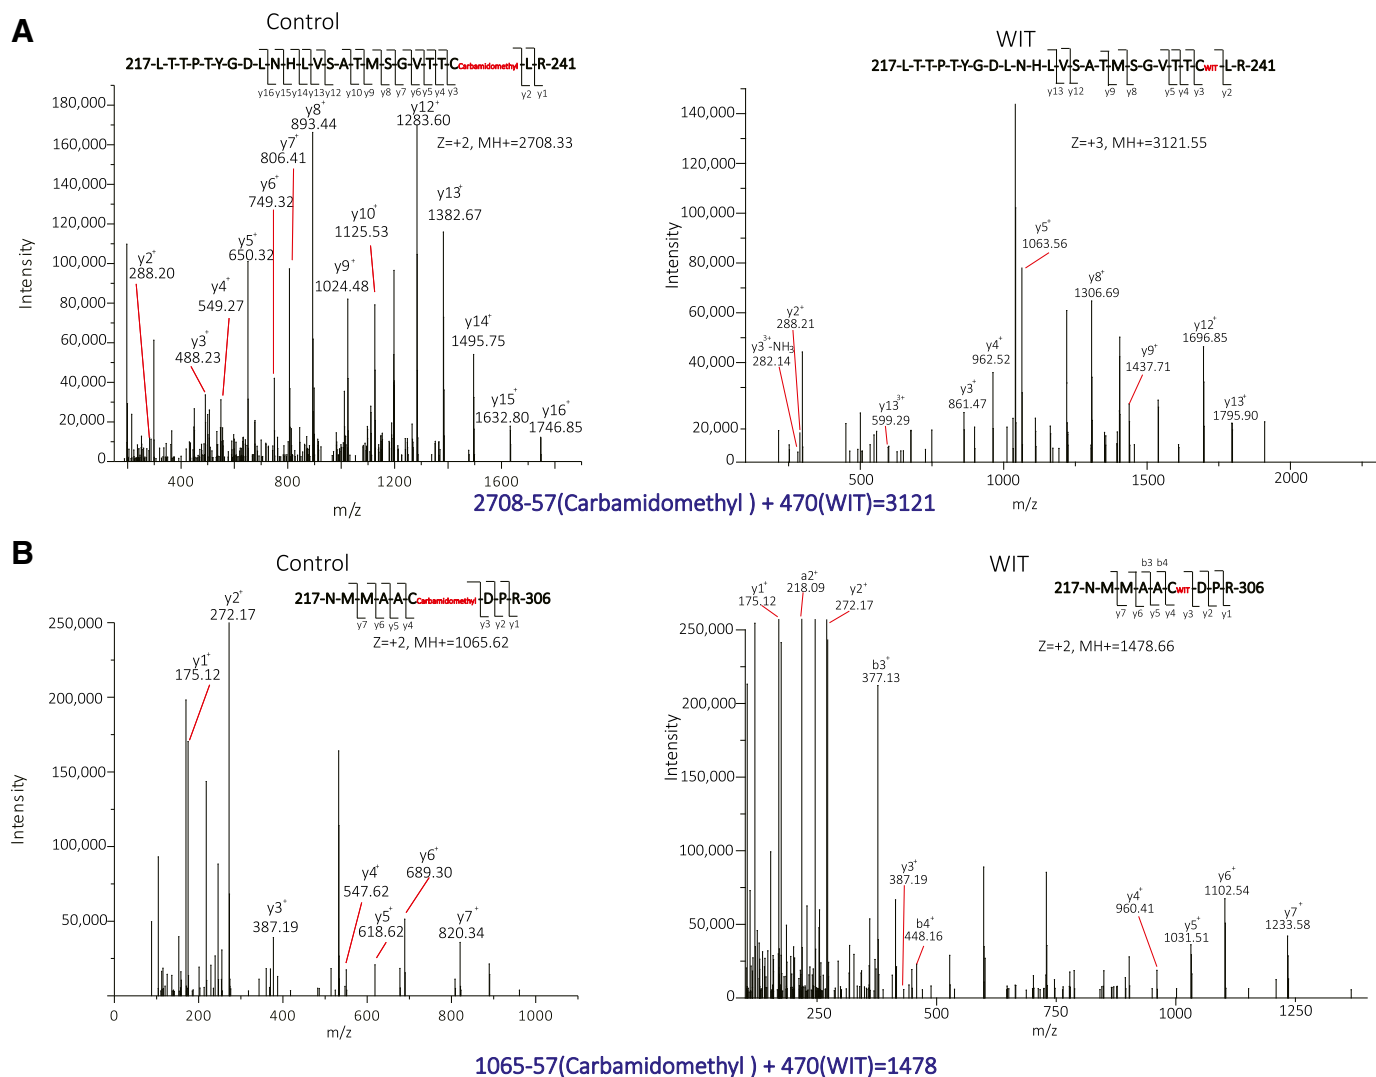 A
Control
217-L-T-T-P-T-Y-G-D-L-N-H-L-V-S-A-T-M-S-G-V-T-T-C Carbamidomethyl -L-R-241
y16 y15 y14 y13 y12 y10 y9 y8 y7 y6 y5 y4 y3 y2 y1
Z=+2, MH+=2708.33
Intensity
180,000
160,000
140,000
120,000
100,000
80,000
60,000
40,000
20,000
0
y2+ 288.20
y3+ 488.23
y4+ 549.27
y5+ 650.32
y6+ 749.32
y7+ 806.41
y8+ 893.44
y9+ 1024.48
y10+ 1125.53
y12+ 1283.60
y13+ 1382.67
y14+ 1495.75
y15+ 1632.80
y16+ 1746.85
400 800 1200 1600
m/z
WIT
217-L-T-T-P-T-Y-G-D-L-N-H-L-V-S-A-T-M-S-G-V-T-T-C WIT -L-R-241
y13 y12 y9 y8 y5 y4 y3 y2
Z=+3, MH+=3121.55
Intensity
140,000
120,000
100,000
80,000
60,000
40,000
20,000
0
y3 3+-NH3 282.14
y2+ 288.21
y13 3+ 599.29
y3+ 861.47
y4+ 962.52
y5+ 1063.56
y8+ 1306.69
y9+ 1437.71
y12+ 1696.85
y13+ 1795.90
500 1000 1500 2000
m/z
2708-57(Carbamidomethyl ) + 470(WIT)=3121
B
Control
217-N-M-M-A-A-C Carbamidomethyl -D-P-R-306
y7 y6 y5 y4 y3 y2 y1
Z=+2, MH+=1065.62
Intensity
250,000
200,000
150,000
100,000
50,000
y1+ 175.12
y2+ 272.17
y3+ 387.19
y4+ 547.62
y5+ 618.62
y6+ 689.30
y7+ 820.34
0 200 400 600 800 1000
m/z
WIT
b3 b4
217-N-M-M-A-A-C WIT -D-P-R-306
y7 y6 y5 y4 y3 y2 y1
Z=+2, MH+=1478.66
Intensity
250,000
200,000
150,000
100,000
50,000
0
y1+ 175.12
a2+ 218.09
y2+ 272.17
b3+ 377.13
y3+ 387.19
b4+ 448.16
y4+ 960.41
y5+ 1031.51
y6+ 1102.54
y7+ 1233.58
250 500 750 1000 1250
m/z
1065-57(Carbamidomethyl ) + 470(WIT)=1478